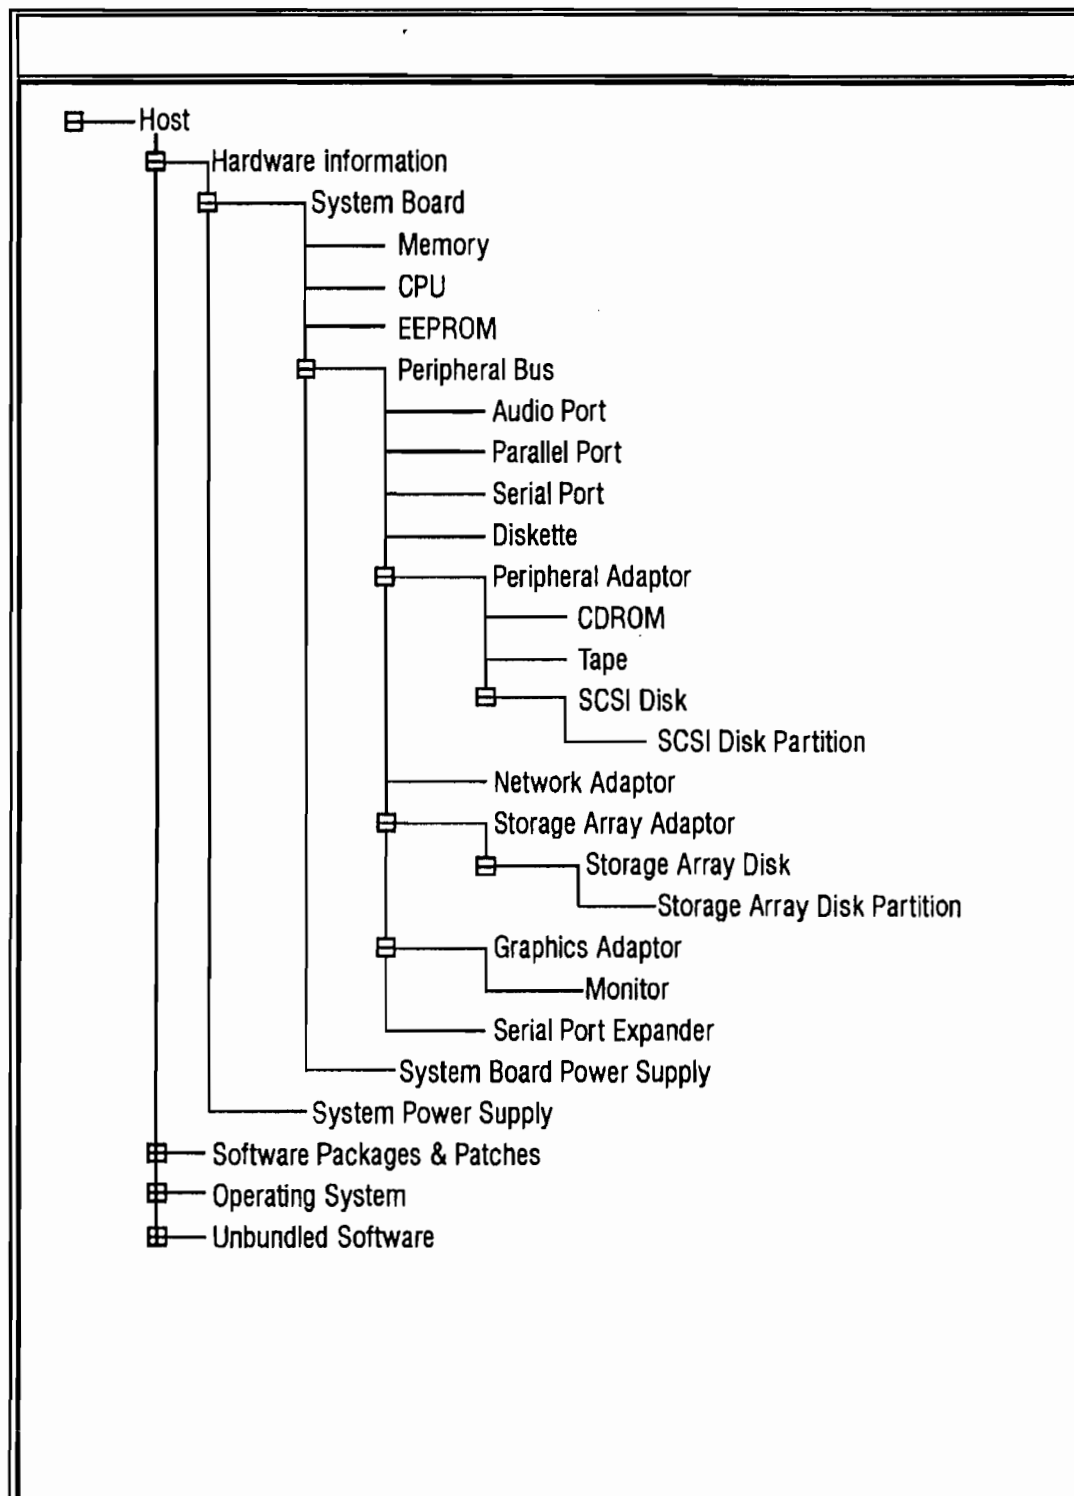 Host
Hardware information
System Board
Memory
CPU
EEPROM
Peripheral Bus
Audio Port
Parallel Port
Serial Port
Diskette
Peripheral Adaptor
CDROM
Tape
SCSI Disk
SCSI Disk Partition
Network Adaptor
Storage Array Adaptor
Storage Array Disk
Storage Array Disk Partition
Graphics Adaptor
Monitor
Serial Port Expander
System Board Power Supply
System Power Supply
Software Packages & Patches
Operating System
Unbundled Software